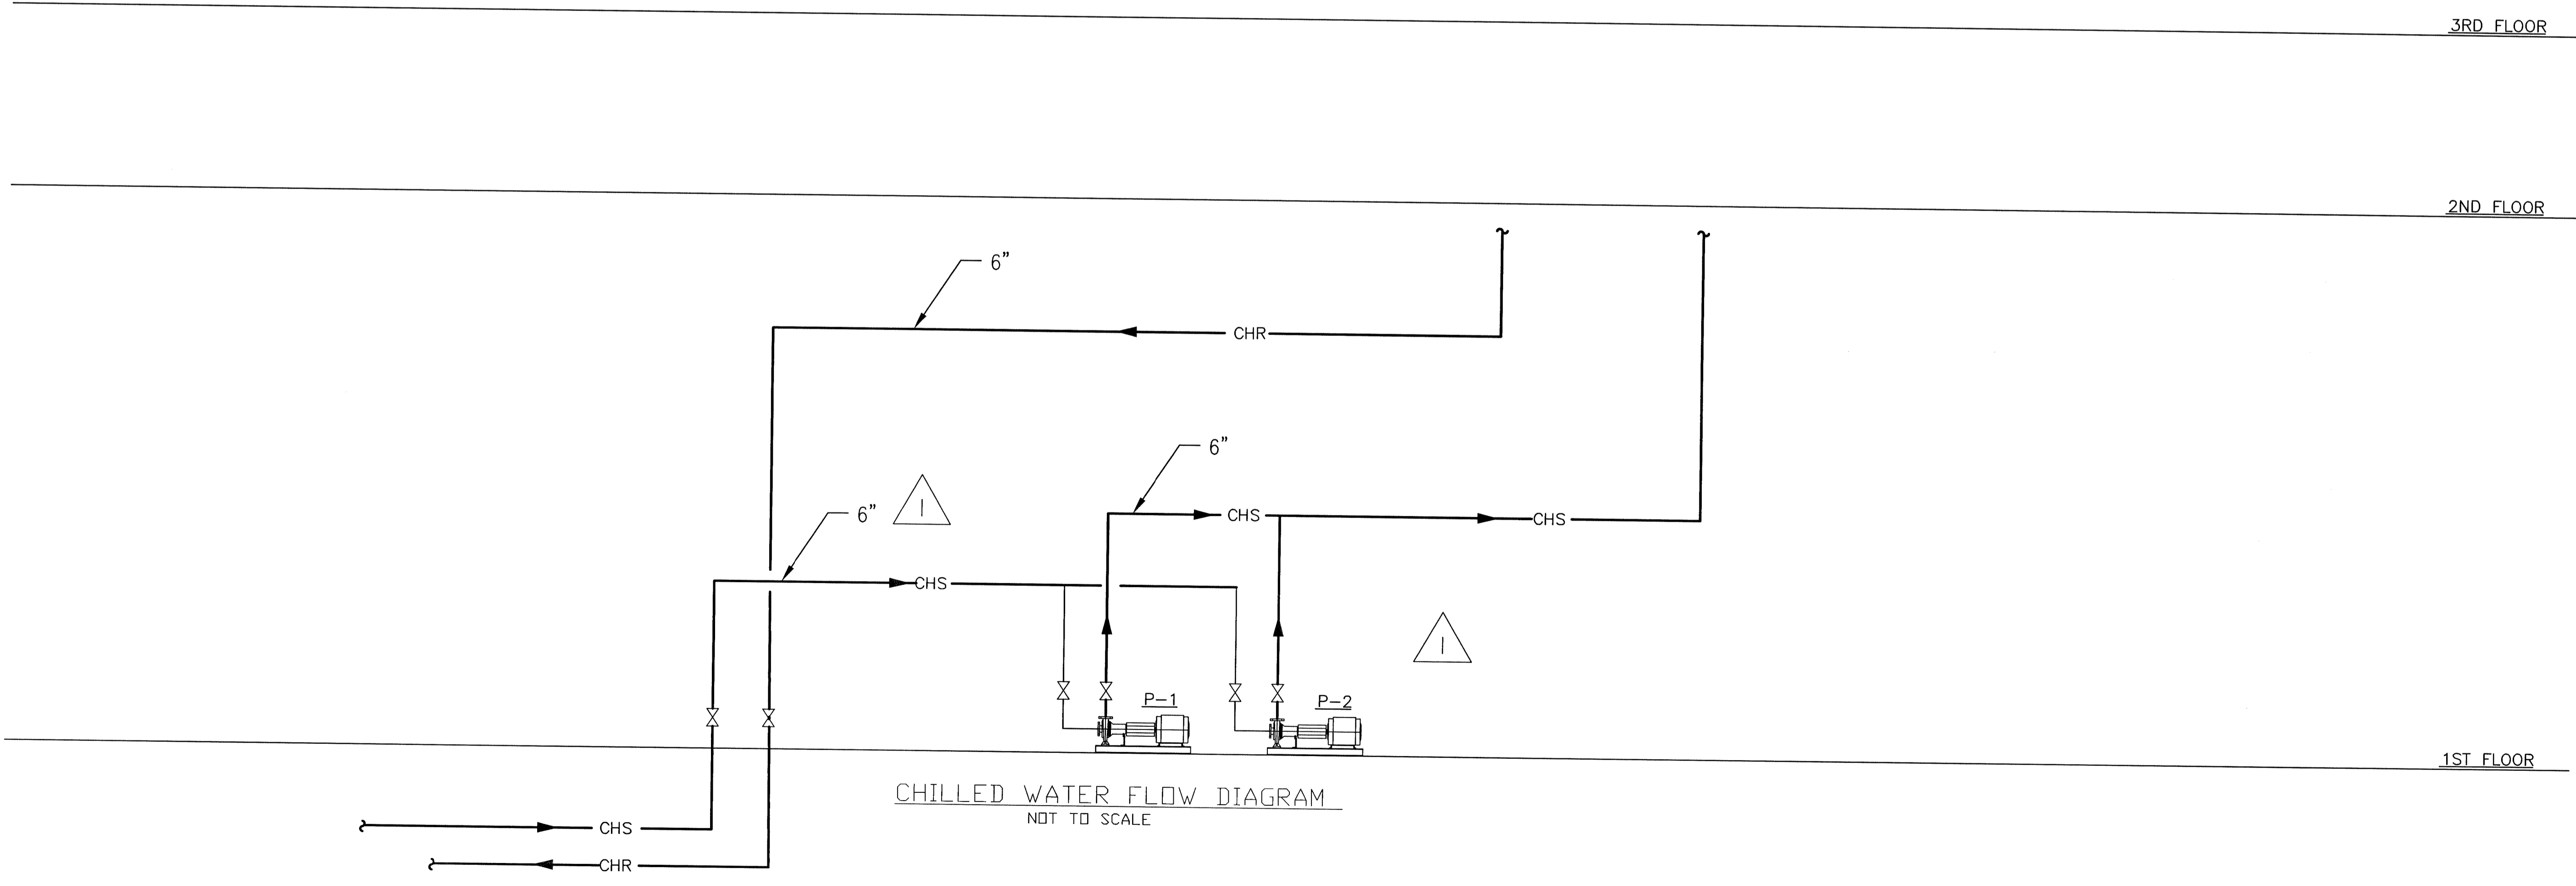 3RD FLOOR
2ND FLOOR
6"
CHR
6"
6"
1
CHS
CHS
CHS
1
P-1
P-2
1ST FLOOR
CHILLED WATER FLOW DIAGRAM
NOT TO SCALE
CHS
CHR